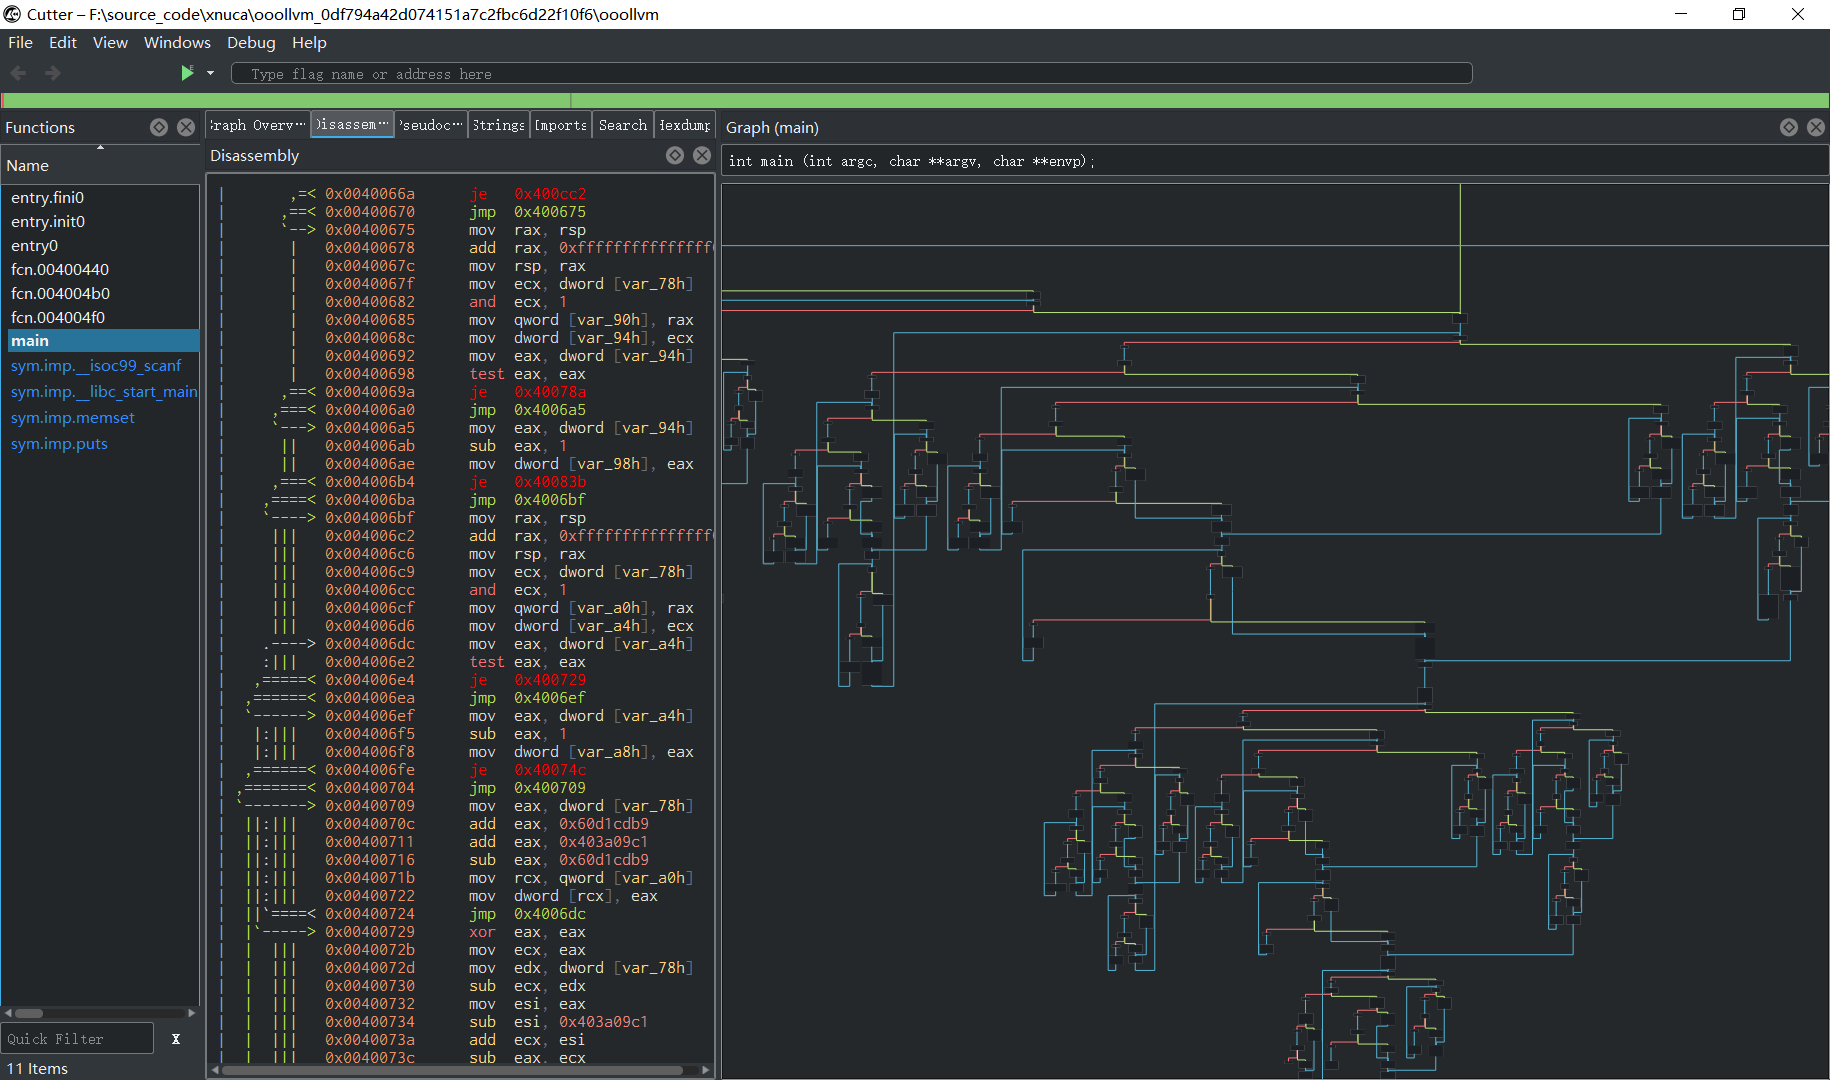 Cutter – F:\source_code\xnuca\ooollvm_0df794a42d074151a7c2fbc6d22f10f6\ooollvm
File Edit View Windows Debug Help
Type flag name or address here
Functions
Name
entry.fini0
entry.init0
entry0
fcn.00400440
fcn.004004b0
fcn.004004f0
main
sym.imp.__isoc99_scanf
sym.imp.__libc_start_main
sym.imp.memset
sym.imp.puts
Quick Filter X
11 Items
raph Overv··· Disassem··· Pseudoc··· Strings Imports Search Hexdump
Disassembly
0x0040066a je 0x400cc2
0x00400670 jmp 0x400675
0x00400675 mov rax, rsp
0x00400678 add rax, 0xfffffffffffffff
0x0040067c mov rsp, rax
0x0040067f mov ecx, dword [var_78h]
0x00400682 and ecx, 1
0x00400685 mov qword [var_90h], rax
0x0040068c mov dword [var_94h], ecx
0x00400692 mov eax, dword [var_94h]
0x00400698 test eax, eax
0x0040069a je 0x40078a
0x004006a0 jmp 0x4006a5
0x004006a5 mov eax, dword [var_94h]
0x004006ab sub eax, 1
0x004006ae mov dword [var_98h], eax
0x004006b4 je 0x40083b
0x004006ba jmp 0x4006bf
0x004006bf mov rax, rsp
0x004006c2 add rax, 0xfffffffffffffff
0x004006c6 mov rsp, rax
0x004006c9 mov ecx, dword [var_78h]
0x004006cc and ecx, 1
0x004006cf mov qword [var_a0h], rax
0x004006d6 mov dword [var_a4h], ecx
0x004006dc mov eax, dword [var_a4h]
0x004006e2 test eax, eax
0x004006e4 je 0x400729
0x004006ea jmp 0x4006ef
0x004006ef mov eax, dword [var_a4h]
0x004006f5 sub eax, 1
0x004006f8 mov dword [var_a8h], eax
0x004006fe je 0x40074c
0x00400704 jmp 0x400709
0x00400709 mov eax, dword [var_78h]
0x0040070c add eax, 0x60d1cdb9
0x00400711 add eax, 0x403a09c1
0x00400716 sub eax, 0x60d1cdb9
0x0040071b mov rcx, qword [var_a0h]
0x00400722 mov dword [rcx], eax
0x00400724 jmp 0x4006dc
0x00400729 xor eax, eax
0x0040072b mov ecx, eax
0x0040072d mov edx, dword [var_78h]
0x00400730 sub ecx, edx
0x00400732 mov esi, eax
0x00400734 sub esi, 0x403a09c1
0x0040073a add ecx, esi
0x0040073c sub eax, ecx
Graph (main)
int main (int argc, char **argv, char **envp);